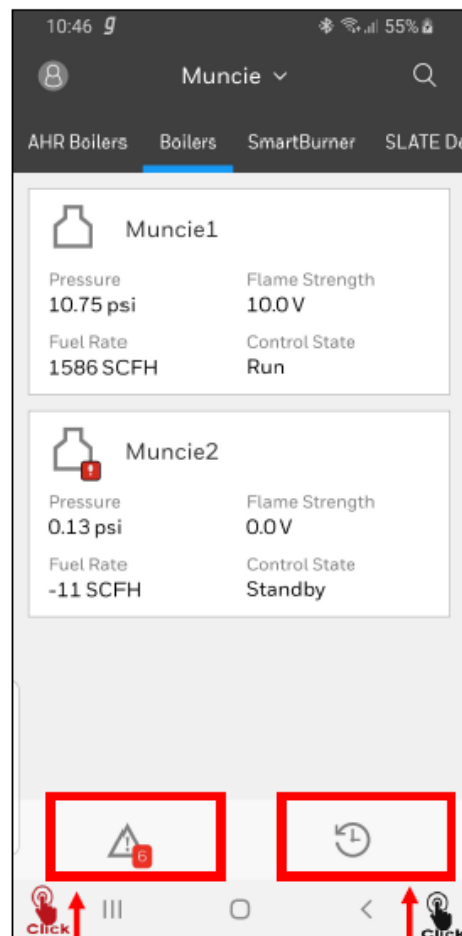 10:46 g 55%
Muncie
AHR Boilers Boilers SmartBurner SLATE De
Muncie1
Pressure Flame Strength
10.75 psi 10.0 V
Fuel Rate Control State
1586 SCFH Run
Muncie2
Pressure Flame Strength
0.13 psi 0.0 V
Fuel Rate Control State
-11 SCFH Standby
6
Click Click